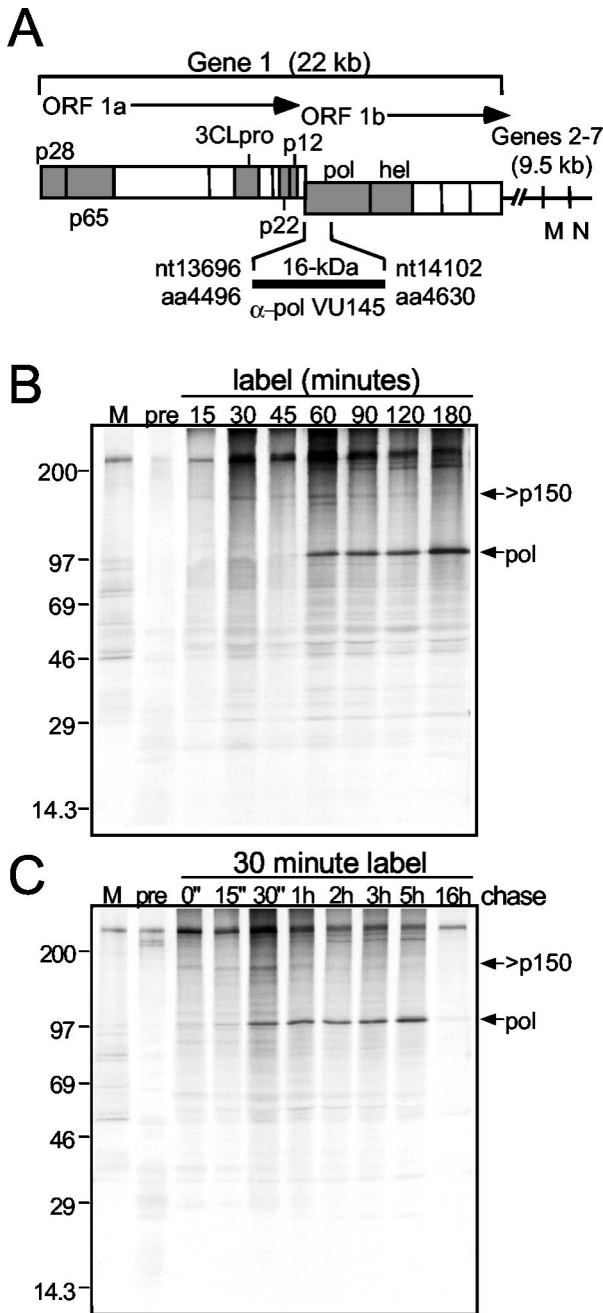 A
Gene 1 (22 kb)
ORF 1a ORF 1b
Genes 2-7
(9.5 kb)
p28 3CLpro p12 pol hel
p65 p22 M N
nt13696 16-kDa nt14102
aa4496 α-pol VU145 aa4630
B
label (minutes)
M pre 15 30 45 60 90 120 180
200
>p150
97
pol
69
46
29
14.3
C
30 minute label
M pre 0" 15" 30" 1h 2h 3h 5h 16h chase
200
>p150
97
pol
69
46
29
14.3